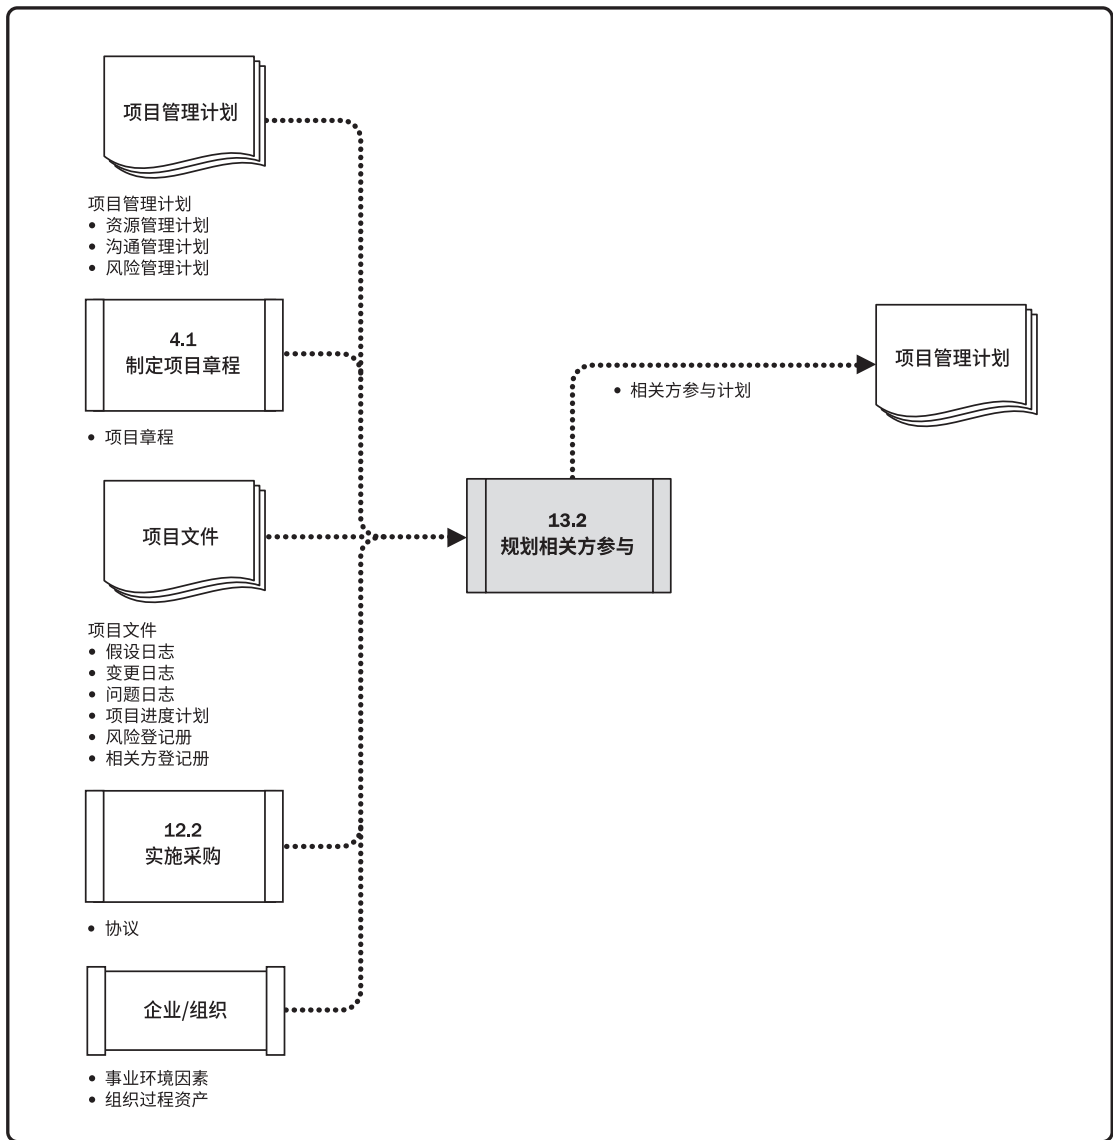 项目管理计划
项目管理计划
• 资源管理计划
• 沟通管理计划
• 风险管理计划
4.1
制定项目章程
• 项目章程
项目文件
项目文件
• 假设日志
• 变更日志
• 问题日志
• 项目进度计划
• 风险登记册
• 相关方登记册
12.2
实施采购
• 协议
企业/组织
• 事业环境因素
• 组织过程资产
13.2
规划相关方参与
• 相关方参与计划
项目管理计划